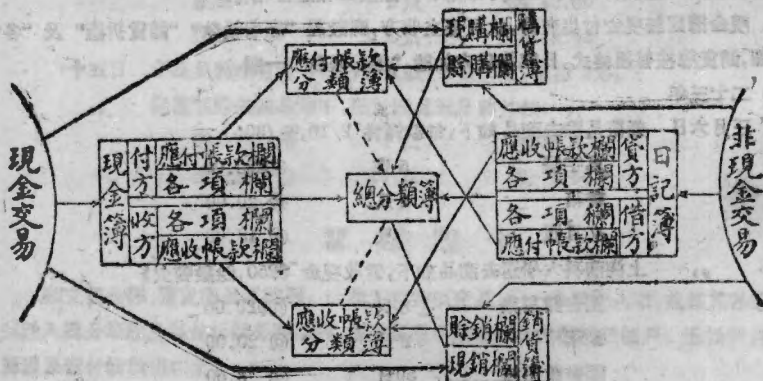 現金交易
現金簿
付方
應付帳款欄
各項欄
收方
各項欄
應收帳款欄
應付帳款
分類簿
總分類簿
應收帳款
分類簿
現購欄
賒購欄
購貨簿
應收帳款欄
各項欄
貸方
各項欄
應付帳款欄
借方
日記簿
賒銷欄
現銷欄
銷貨簿
非現金交易